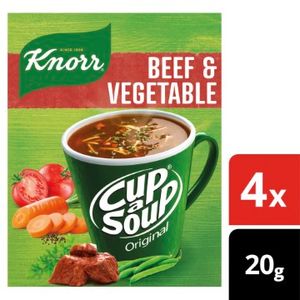 SINCE 1838
Knorr
BEEF &
VEGETABLE
Cup
a
Soup
Original
4x
20g